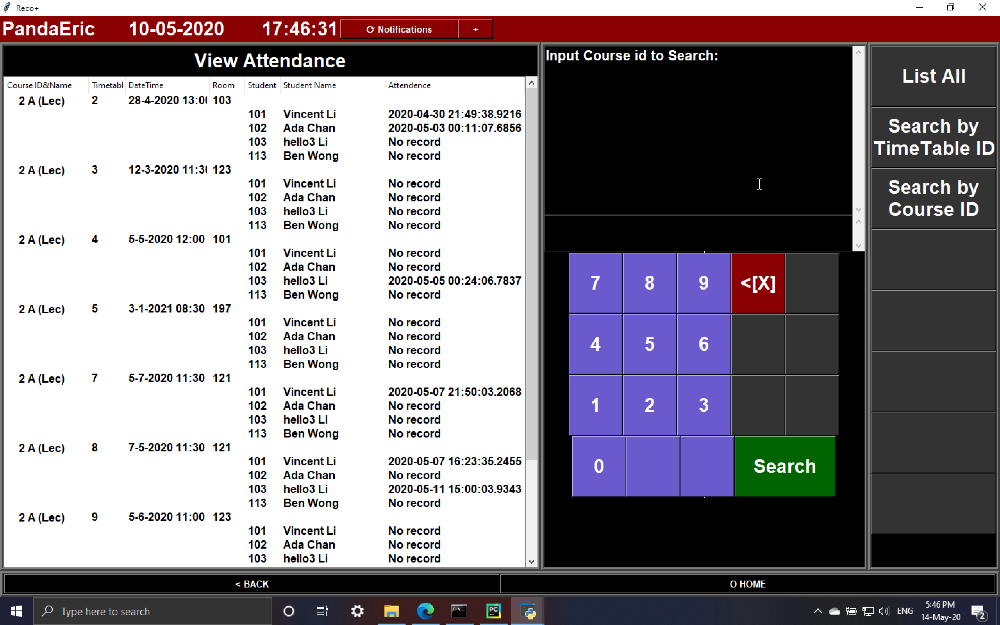 Reco+
PandaEric 10-05-2020 17:46:31 ⟳ Notifications +
View Attendance
Course ID&Name Timetabl DateTime Room Student Student Name Attendence
2 A (Lec) 2 28-4-2020 13:0 103
101 Vincent Li 2020-04-30 21:49:38.9216
102 Ada Chan 2020-05-03 00:11:07.6856
103 hello3 Li No record
113 Ben Wong No record
2 A (Lec) 3 12-3-2020 11:3 123
101 Vincent Li No record
102 Ada Chan No record
103 hello3 Li No record
113 Ben Wong No record
2 A (Lec) 4 5-5-2020 12:00 101
101 Vincent Li No record
102 Ada Chan No record
103 hello3 Li 2020-05-05 00:24:06.7837
113 Ben Wong No record
2 A (Lec) 5 3-1-2021 08:30 197
101 Vincent Li No record
102 Ada Chan No record
103 hello3 Li No record
113 Ben Wong No record
2 A (Lec) 7 5-7-2020 11:30 121
101 Vincent Li 2020-05-07 21:50:03.2068
102 Ada Chan No record
103 hello3 Li No record
113 Ben Wong No record
2 A (Lec) 8 7-5-2020 11:30 121
101 Vincent Li 2020-05-07 16:23:35.2455
102 Ada Chan No record
103 hello3 Li 2020-05-11 15:00:03.9343
113 Ben Wong No record
2 A (Lec) 9 5-6-2020 11:00 123
101 Vincent Li No record
102 Ada Chan No record
103 hello3 Li No record
Input Course id to Search:
7 8 9 <[X]
4 5 6
1 2 3
0 Search
List All
Search by
TimeTable ID
Search by
Course ID
< BACK
O HOME
Type here to search
PC
ENG
5:46 PM
14-May-20
2